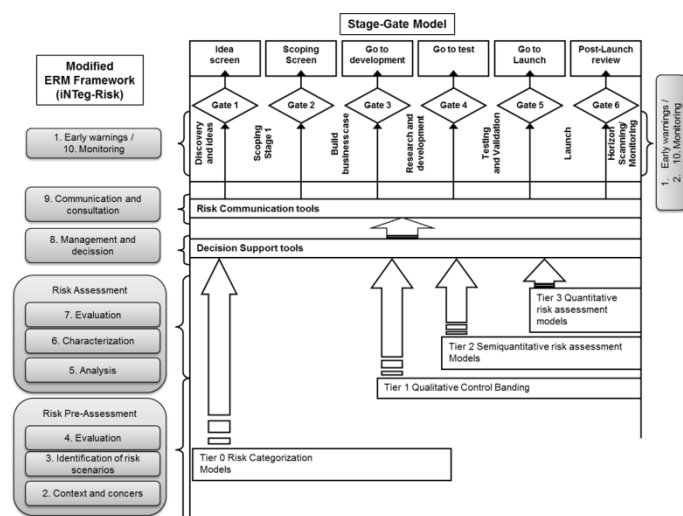 Stage-Gate Model
Modified
ERM Framework
(iNTeg-Risk)
Idea
screen
Scoping
Screen
Go to
development
Go to test
Go to
Launch
Post-Launch
review
Gate 1
Gate 2
Gate 3
Gate 4
Gate 5
Gate 6
1. Early warnings /
10. Monitoring
Discovery
and ideas
Scoping
Stage 1
Build
business case
Research and
development
Testing
and Validation
Launch
Horizon
Scanning/
Monitoring
1. Early warnings /
2. 10. Monitoring
9. Communication and
consultation
Risk Communication tools
8. Management and
decission
Decision Support tools
Risk Assessment
7. Evaluation
6. Characterization
5. Analysis
Tier 3 Quantitative
risk assessment
models
Tier 2 Semiquantitative risk assessment
Models
Tier 1 Qualitative Control Banding
Risk Pre-Assessment
4. Evaluation
3. Identification of risk
scenarios
2. Context and concers
Tier 0 Risk Categorization
Models